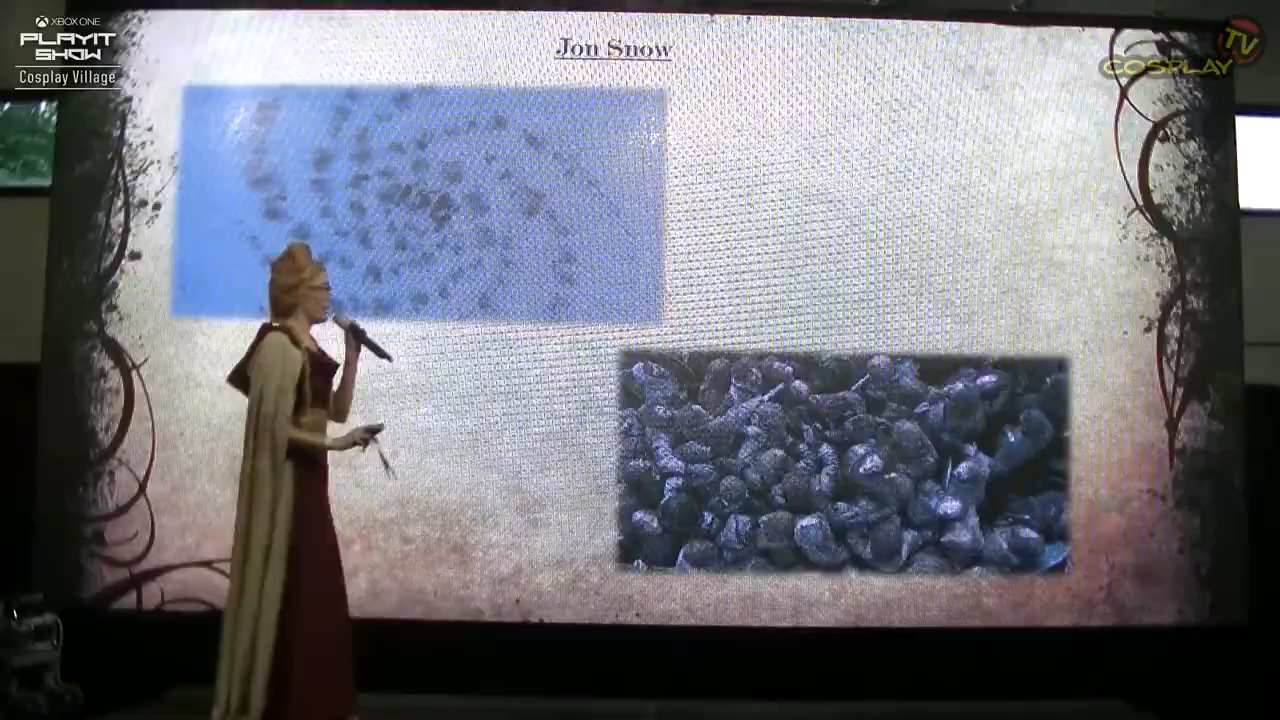 XBOX ONE
PLAYIT
SHOW
Cosplay Village
Jon Snow
TV
COSPLAY